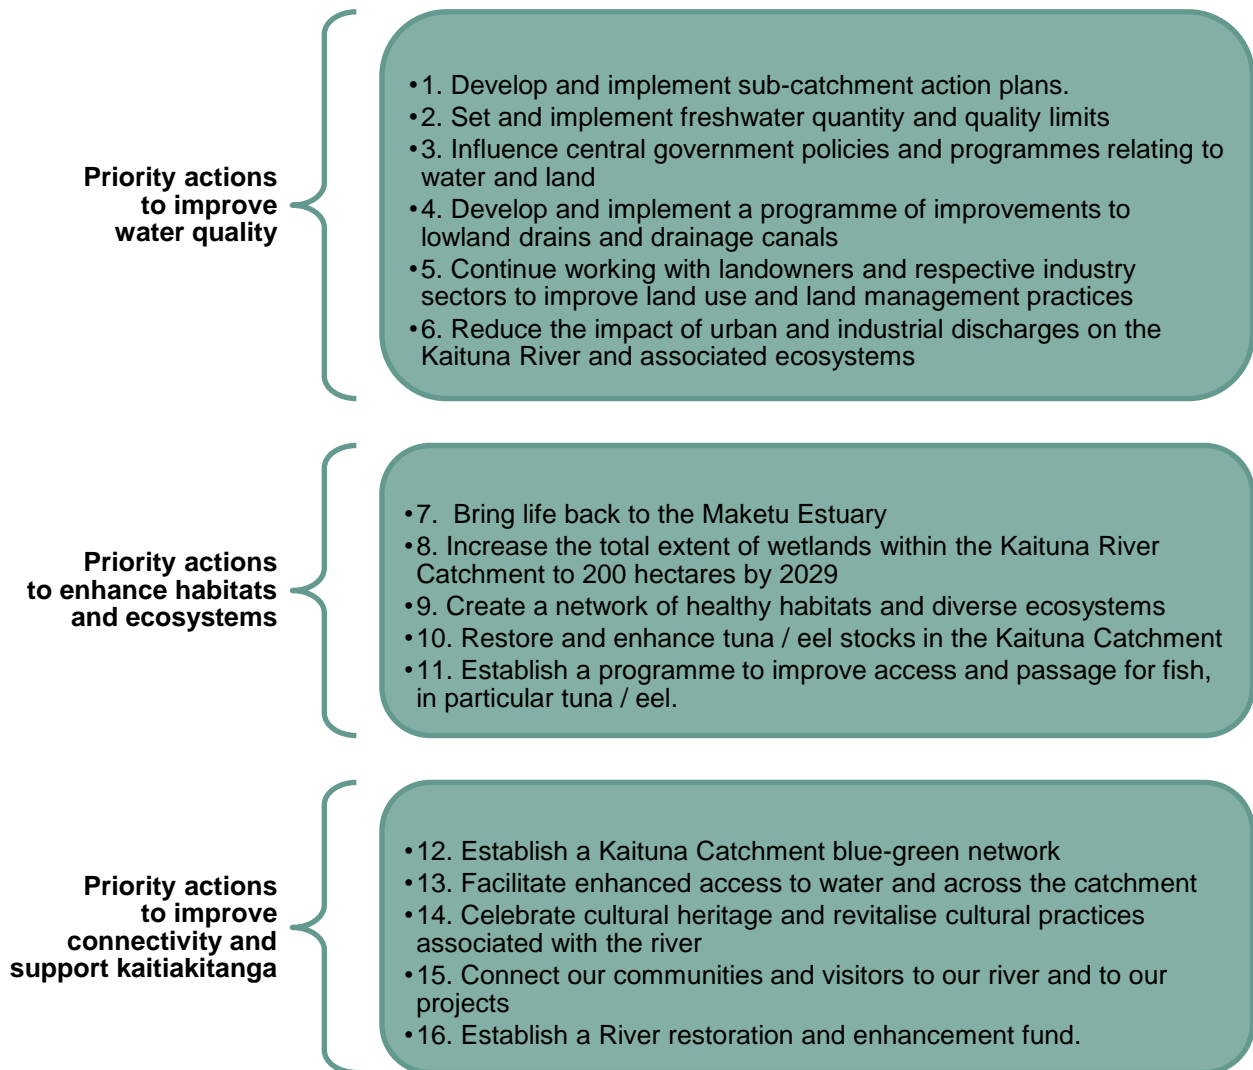 Priority actions
to improve
water quality
•1. Develop and implement sub-catchment action plans.
•2. Set and implement freshwater quantity and quality limits
•3. Influence central government policies and programmes relating to
water and land
•4. Develop and implement a programme of improvements to
lowland drains and drainage canals
•5. Continue working with landowners and respective industry
sectors to improve land use and land management practices
•6. Reduce the impact of urban and industrial discharges on the
Kaituna River and associated ecosystems
Priority actions
to enhance habitats
and ecosystems
•7.  Bring life back to the Maketu Estuary
•8. Increase the total extent of wetlands within the Kaituna River
Catchment to 200 hectares by 2029
•9. Create a network of healthy habitats and diverse ecosystems
•10. Restore and enhance tuna / eel stocks in the Kaituna Catchment
•11. Establish a programme to improve access and passage for fish,
in particular tuna / eel.
Priority actions
to improve
connectivity and
support kaitiakitanga
•12. Establish a Kaituna Catchment blue-green network
•13. Facilitate enhanced access to water and across the catchment
•14. Celebrate cultural heritage and revitalise cultural practices
associated with the river
•15. Connect our communities and visitors to our river and to our
projects
•16. Establish a River restoration and enhancement fund.